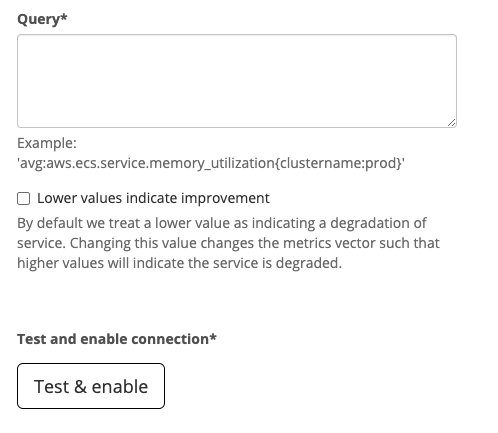 Query*
Example:
'avg:aws.ecs.service.memory_utilization{clustername:prod}'
Lower values indicate improvement
By default we treat a lower value as indicating a degradation of
service. Changing this value changes the metrics vector such that
higher values will indicate the service is degraded.
Test and enable connection*
Test & enable